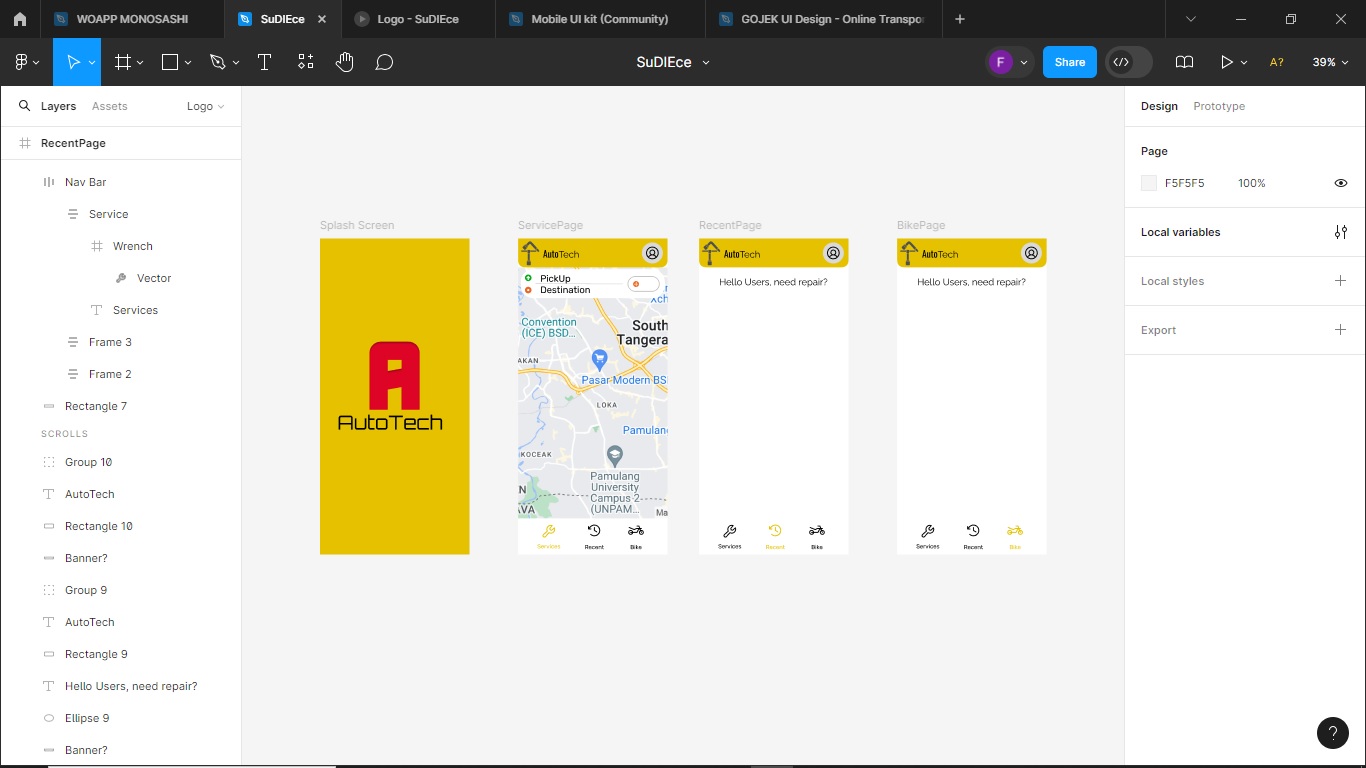 WOAPP MONOSASHI
SuDIEce
Logo - SuDIEce
Mobile UI kit (Community)
GOJEK UI Design - Online Transpor
SuDIEce
F
Share
A?
39%
Layers
Assets
Logo
RecentPage
Nav Bar
Service
Wrench
Vector
Services
Frame 3
Frame 2
Rectangle 7
SCROLLS
Group 10
AutoTech
Rectangle 10
Banner?
Group 9
AutoTech
Rectangle 9
Hello Users, need repair?
Ellipse 9
Banner?
Splash Screen
AutoTech
ServicePage
AutoTech
PickUp
Destination
Xch
Convention
(ICE) BSD...
South
Tangera
AKAN
Pasar Modern BS
LOKA
Pamulan
KOCEAK
Pamulang
University
Campus 2
(UNPAM...
AN
AVA
Ma
Services
Recent
Bike
RecentPage
AutoTech
Hello Users, need repair?
Services
Recent
Bike
BikePage
AutoTech
Hello Users, need repair?
Services
Recent
Bike
Design
Prototype
Page
F5F5F5
100%
Local variables
Local styles
Export
?